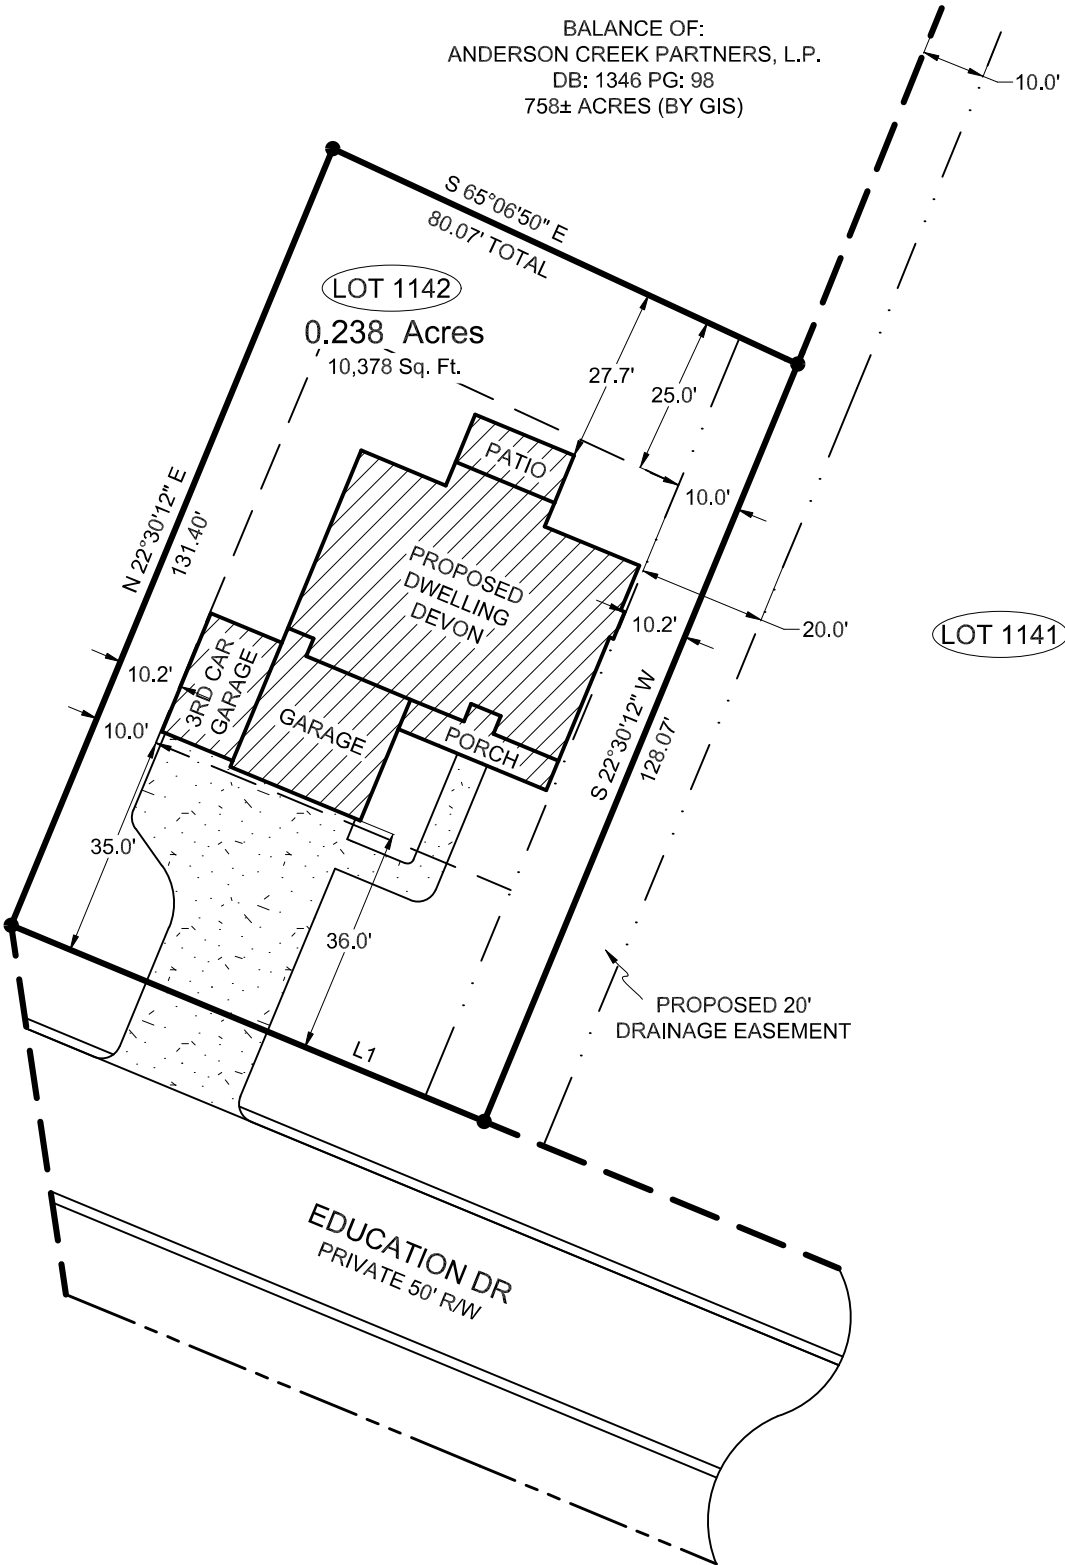 BALANCE OF:
ANDERSON CREEK PARTNERS, L.P.
DB: 1346 PG: 98
758± ACRES (BY GIS)
10.0'
S 65°06'50" E
80.07' TOTAL
LOT 1142
0.238 Acres
10,378 Sq. Ft.
27.7'
25.0'
PATIO
10.0'
N 22°30'12" E
131.40'
PROPOSED
DWELLING
DEVON
10.2'
20.0'
LOT 1141
10.2'
3RD CAR
GARAGE
GARAGE
PORCH
S 22°30'12" W
128.07'
10.0'
35.0'
36.0'
PROPOSED 20'
DRAINAGE EASEMENT
L1
EDUCATION DR
PRIVATE 50' R/W